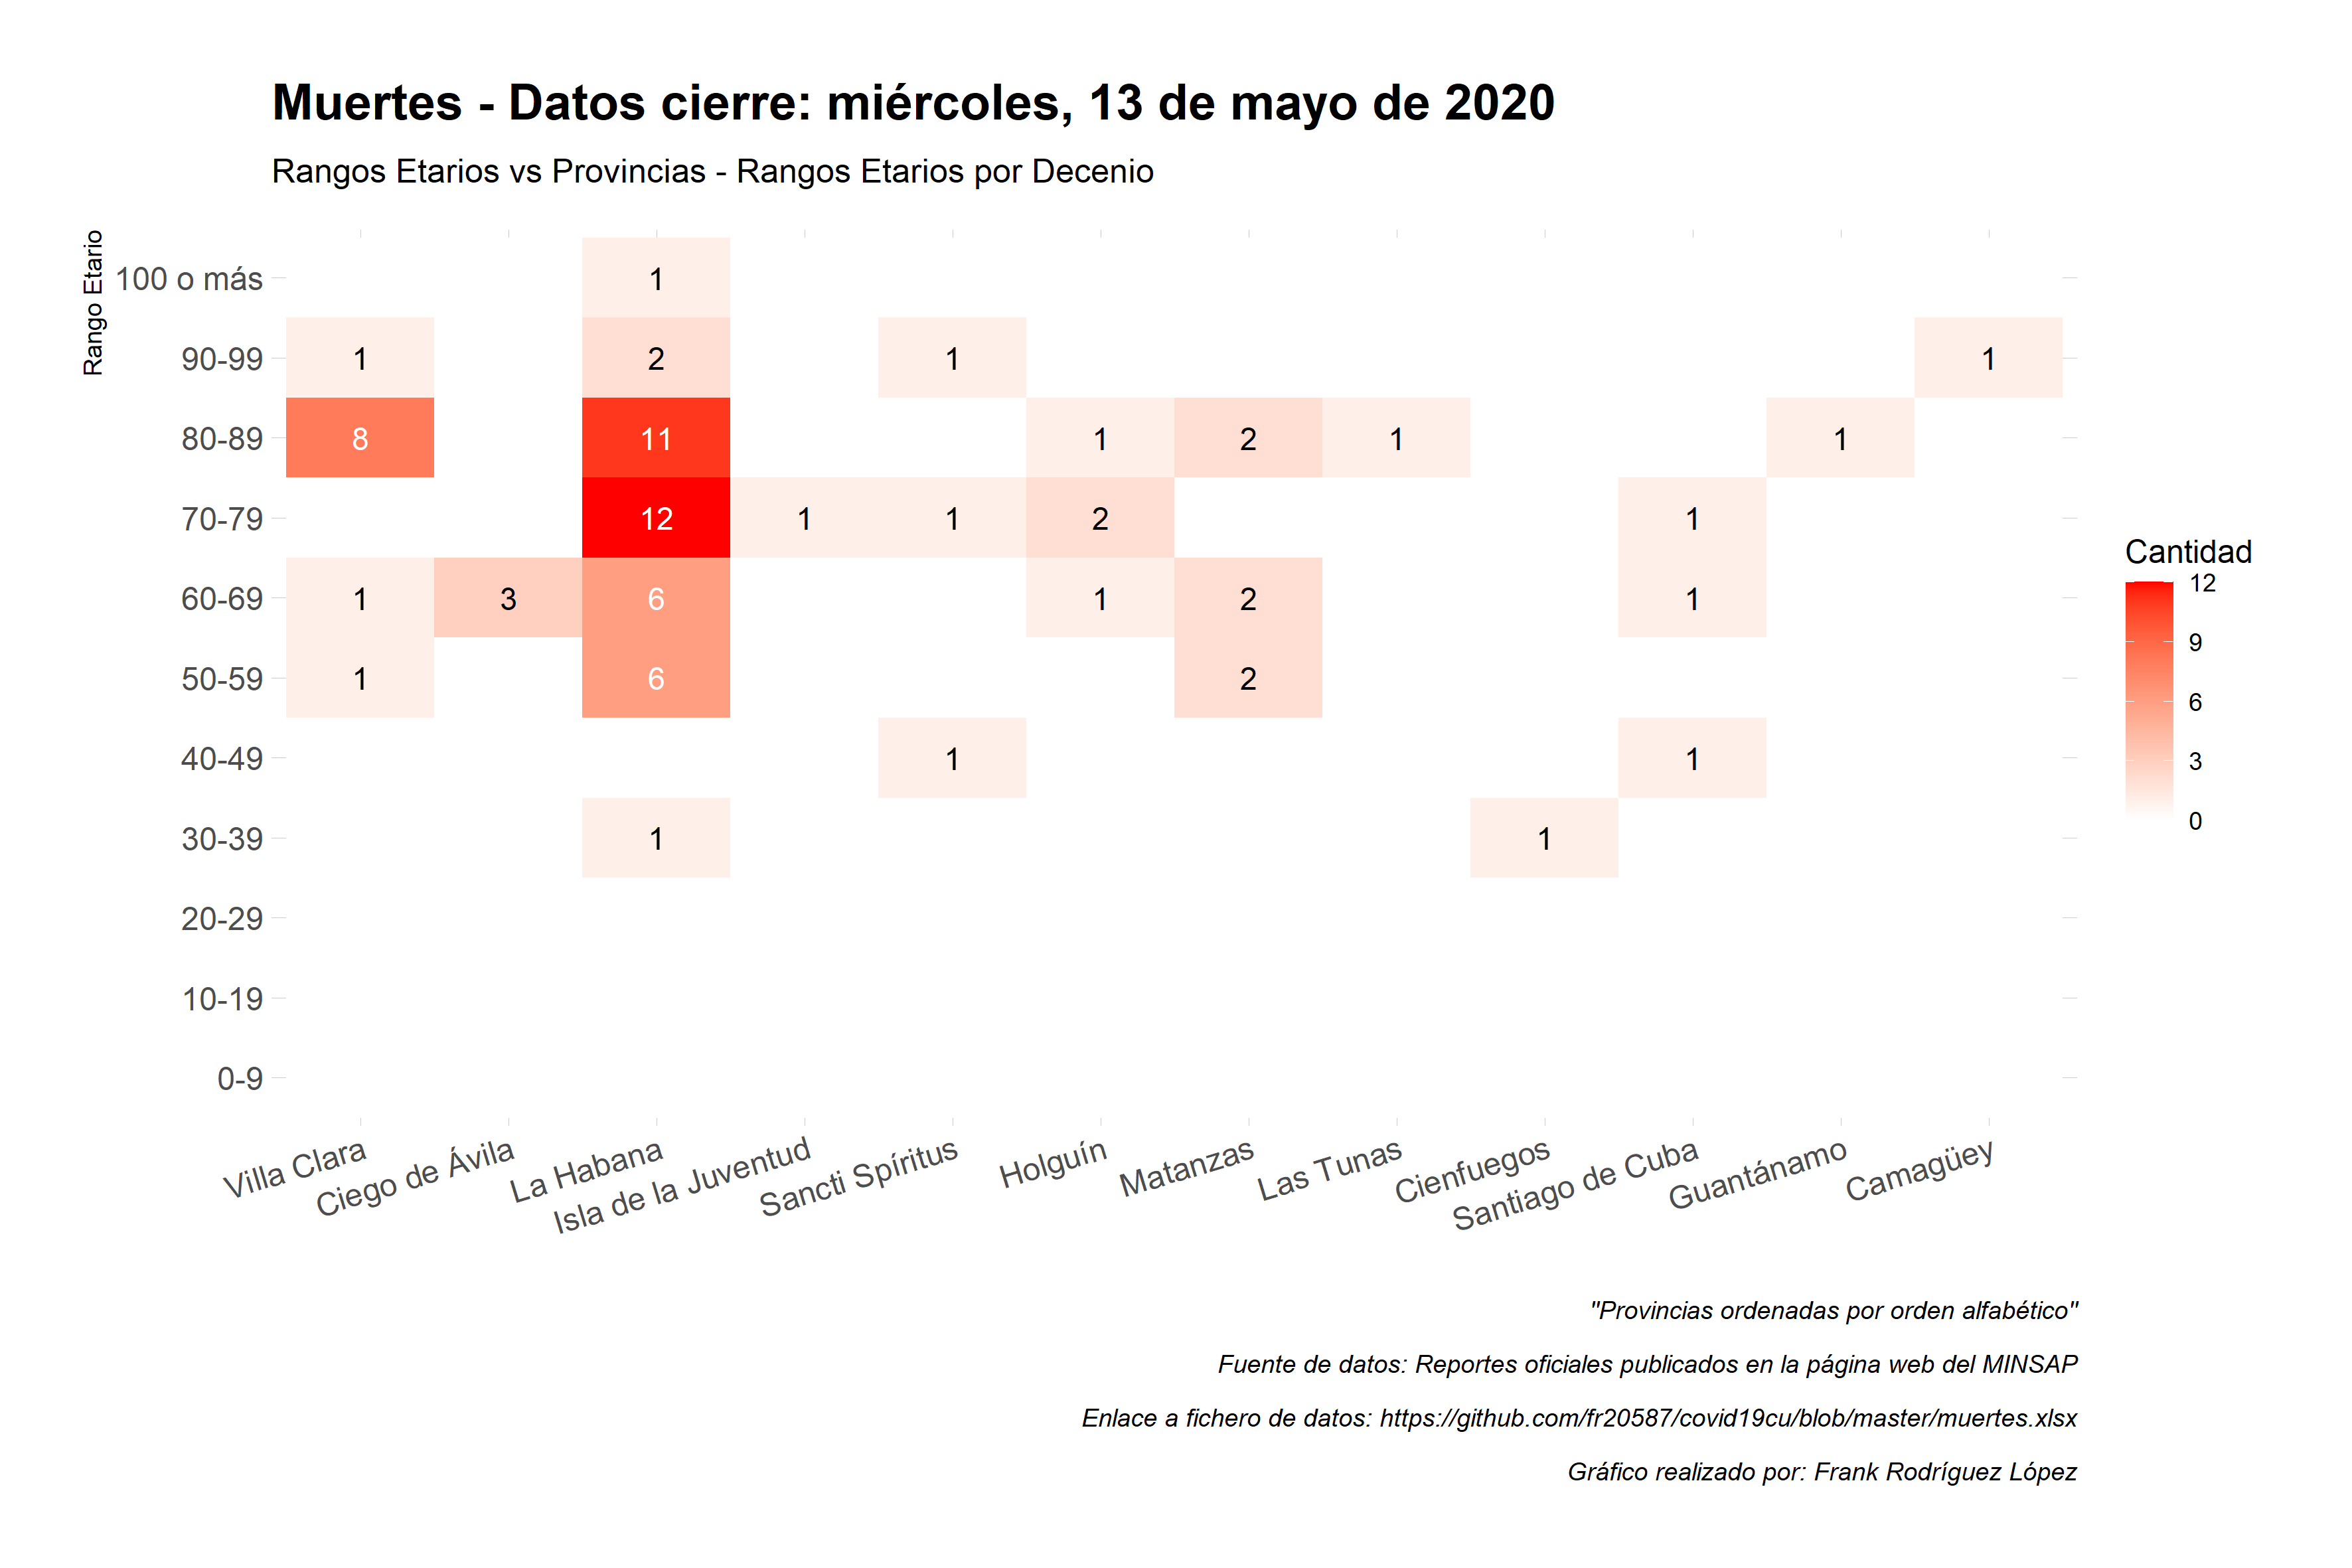 Muertes - Datos cierre: miércoles, 13 de mayo de 2020
Rangos Etarios vs Provincias - Rangos Etarios por Decenio
Rango Etario
100 o más 1
90-99 1 2 1 1
80-89 8 11 1 2 1 1
70-79 12 1 1 2 1
60-69 1 3 6 1 2 1
50-59 1 6 2
40-49 1 1
30-39 1 1
20-29
10-19
0-9
Villa Clara
Ciego de Ávila
La Habana
Isla de la Juventud
Sancti Spíritus
Holguín
Matanzas
Las Tunas
Cienfuegos
Santiago de Cuba
Guantánamo
Camagüey
Cantidad
12
9
6
3
0
"Provincias ordenadas por orden alfabético"
Fuente de datos: Reportes oficiales publicados en la página web del MINSAP
Enlace a fichero de datos: https://github.com/fr20587/covid19cu/blob/master/muertes.xlsx
Gráfico realizado por: Frank Rodríguez López